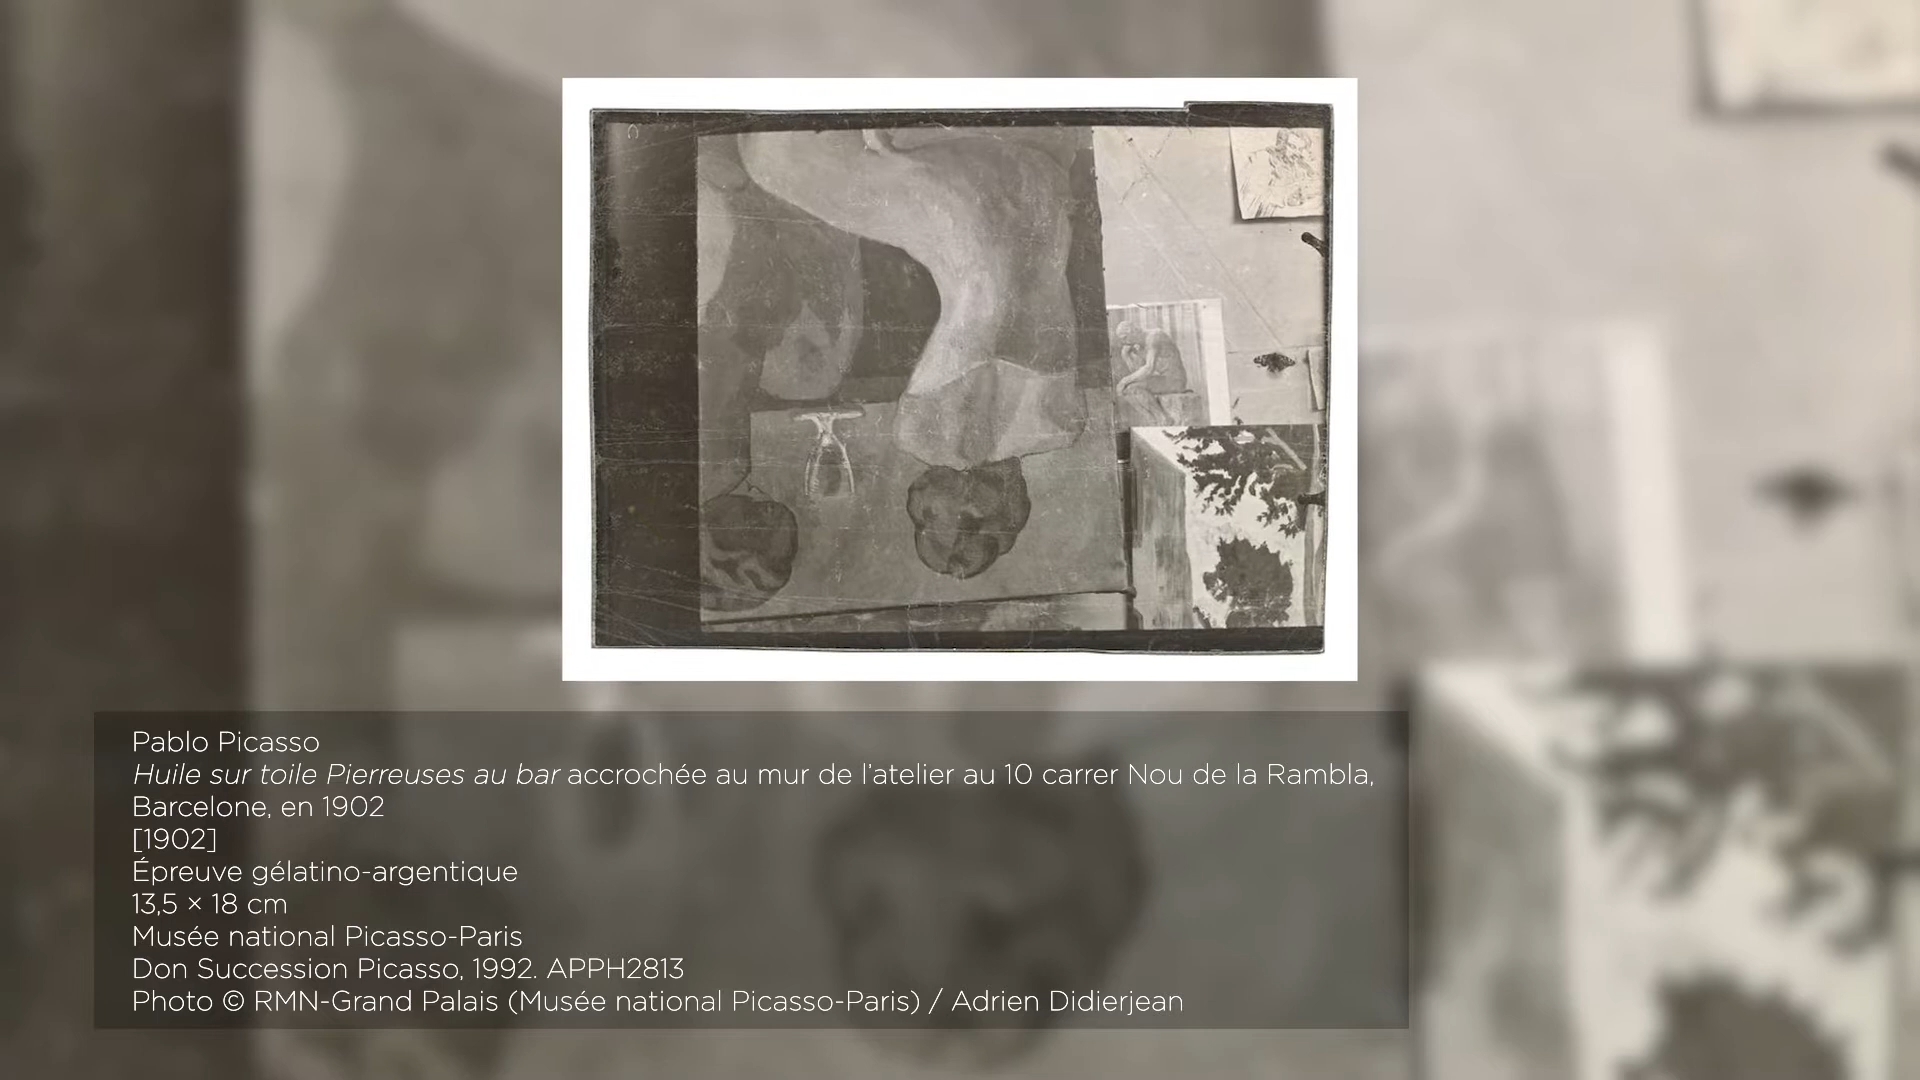 Pablo Picasso
Huile sur toile Pierreuses au bar accrochée au mur de l'atelier au 10 carrer Nou de la Rambla,
Barcelone, en 1902
[1902]
Épreuve gélatino-argentique
13,5 × 18 cm
Musée national Picasso-Paris
Don Succession Picasso, 1992. APPH2813
Photo © RMN-Grand Palais (Musée national Picasso-Paris) / Adrien Didierjean